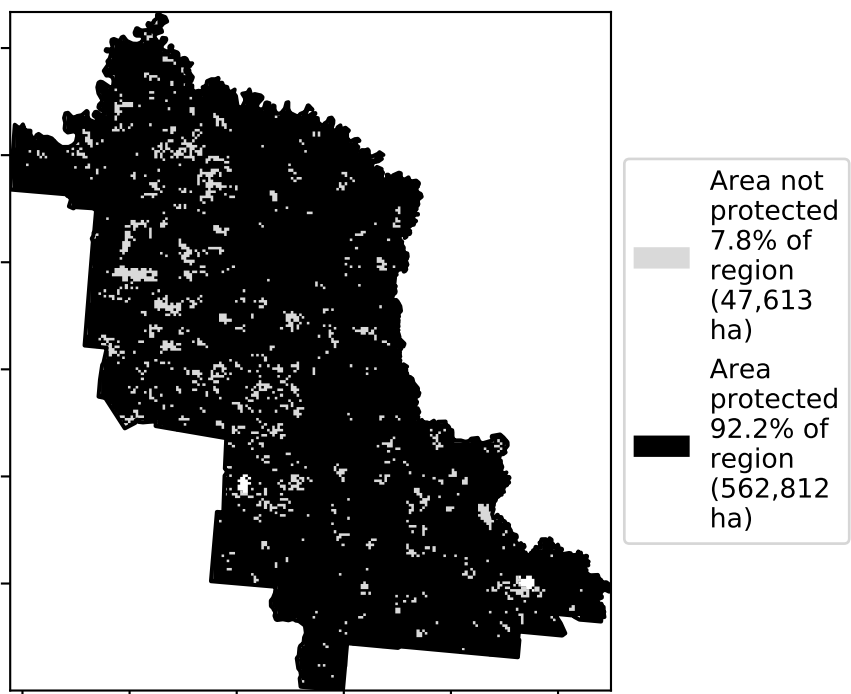 Area not
protected
7.8% of
region
(47,613
ha)
Area
protected
92.2% of
region
(562,812
ha)